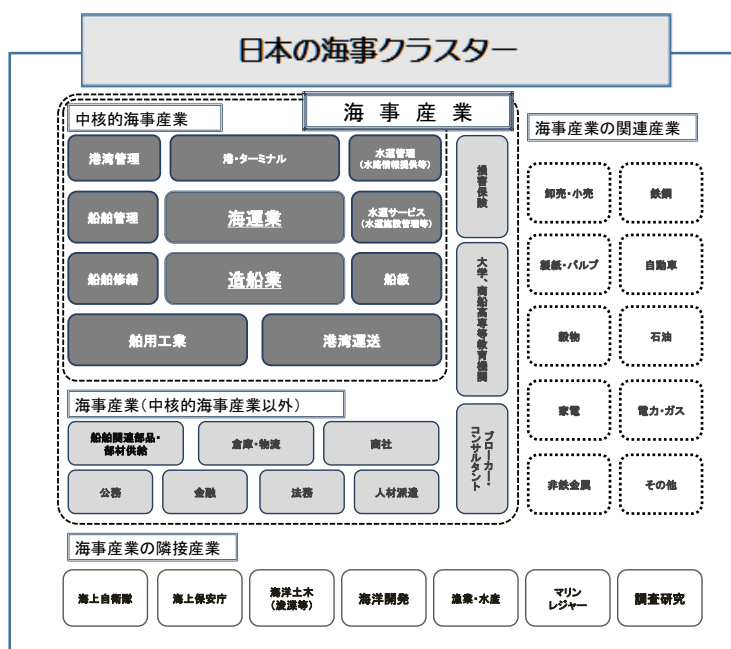 日本の海事クラスター
海 事 産 業
中核的海事産業
港湾管理
港・ターミナル
水運管理
(水路情報提供等)
船舶管理
海運業
水運サービス
(水運施設管理等)
船舶修繕
造船業
船級
舶用工業
港湾運送
損害保険
大学、商船高専等教育機関
ブローカー・
コンサルタント
海事産業(中核的海事産業以外)
船舶関連部品・
部材供給
倉庫・物流
商社
公務
金融
法務
人材派遣
海事産業の関連産業
卸売・小売
鉄鋼
製紙・パルプ
自動車
穀物
石油
家電
電力・ガス
非鉄金属
その他
海事産業の隣接産業
海上自衛隊
海上保安庁
海洋土木
(浚渫等)
海洋開発
漁業・水産
マリン
レジャー
調査研究